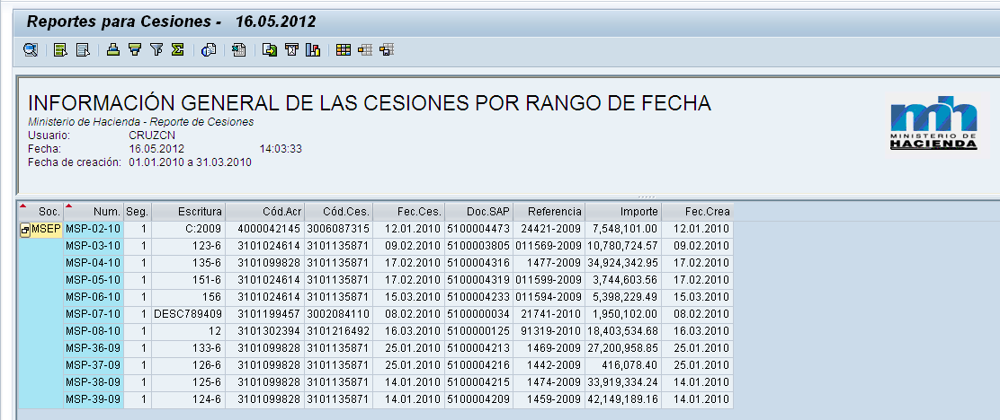 Reportes para Cesiones -   16.05.2012
INFORMACIÓN GENERAL DE LAS CESIONES POR RANGO DE FECHA
Ministerio de Hacienda - Reporte de Cesiones
Usuario: CRUZCN
Fecha: 16.05.2012 14:03:33
Fecha de creación: 01.01.2010 a 31.03.2010
mh
MINISTERIO DE
HACIENDA
Soc. Num. Seg. Escritura Cód.Acr Cód.Ces. Fec.Ces. Doc.SAP Referencia Importe Fec.Crea
MSEP MSP-02-10 1 C:2009 4000042145 3006087315 12.01.2010 5100004473 24421-2009 7,548,101.00 12.01.2010
MSP-03-10 1 123-6 3101024614 3101135871 09.02.2010 5100003805 011569-2009 10,780,724.57 09.02.2010
MSP-04-10 1 135-6 3101099828 3101135871 17.02.2010 5100004316 1477-2009 34,924,342.95 17.02.2010
MSP-05-10 1 151-6 3101024614 3101135871 17.02.2010 5100004319 011599-2009 3,744,603.56 17.02.2010
MSP-06-10 1 156 3101024614 3101135871 15.03.2010 5100004233 011594-2009 5,398,229.49 15.03.2010
MSP-07-10 1 DESC789409 3101199457 3002084110 08.02.2010 5100000034 21741-2010 1,950,102.00 08.02.2010
MSP-08-10 1 12 3101302394 3101216492 16.03.2010 5100000125 91319-2010 18,403,534.68 16.03.2010
MSP-36-09 1 133-6 3101099828 3101135871 25.01.2010 5100004213 1469-2009 27,200,958.85 25.01.2010
MSP-37-09 1 126-6 3101099828 3101135871 25.01.2010 5100004216 1442-2009 416,078.40 25.01.2010
MSP-38-09 1 125-6 3101099828 3101135871 14.01.2010 5100004215 1474-2009 33,919,334.24 14.01.2010
MSP-39-09 1 124-6 3101099828 3101135871 14.01.2010 5100004209 1459-2009 42,149,189.16 14.01.2010